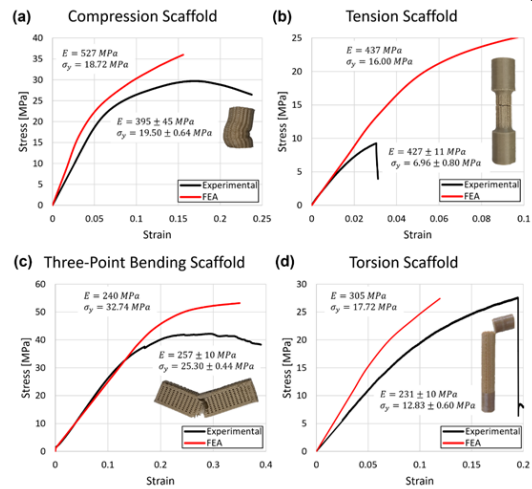 (a) Compression Scaffold
Stress [MPa]
40
35
30
25
20
15
10
5
0
E = 527 MPa
σy = 18.72 MPa
E = 395 ± 45 MPa
σy = 19.50 ± 0.64 MPa
Experimental
FEA
0 0.05 0.1 0.15 0.2 0.25
Strain
(b) Tension Scaffold
Stress [MPa]
25
20
15
10
5
0
E = 437 MPa
σy = 16.00 MPa
E = 427 ± 11 MPa
σy = 6.96 ± 0.80 MPa
Experimental
FEA
0 0.02 0.04 0.06 0.08 0.1
Strain
(c) Three-Point Bending Scaffold
Stress [MPa]
60
50
40
30
20
10
0
E = 240 MPa
σy = 32.74 MPa
E = 257 ± 10 MPa
σy = 25.30 ± 0.44 MPa
Experimental
FEA
0 0.1 0.2 0.3 0.4
Strain
(d) Torsion Scaffold
Stress [MPa]
30
25
20
15
10
5
0
E = 305 MPa
σy = 17.72 MPa
E = 231 ± 10 MPa
σy = 12.83 ± 0.60 MPa
Experimental
FEA
0 0.05 0.1 0.15 0.2
Strain